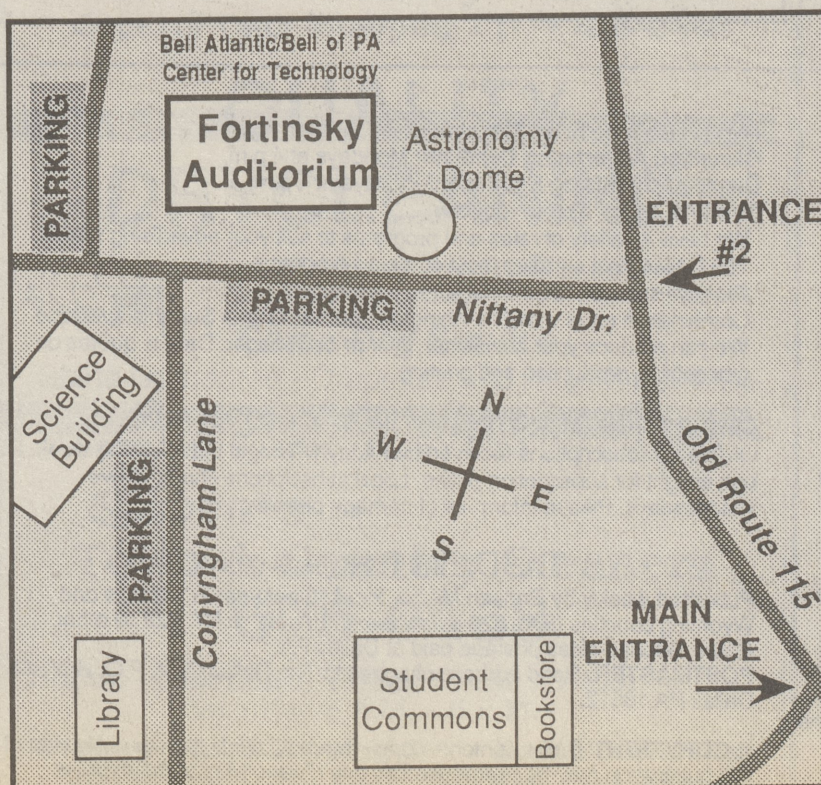 Bell Atlantic/Bell of PA
Center for Technology
PARKING
Fortinsky
Auditorium
Astronomy
Dome
ENTRANCE
#2
PARKING
Nittany Dr.
Science
Building
PARKING
Conyngham Lane
N
W
E
S
Old Route 115
MAIN
ENTRANCE
Library
Student
Commons
Bookstore